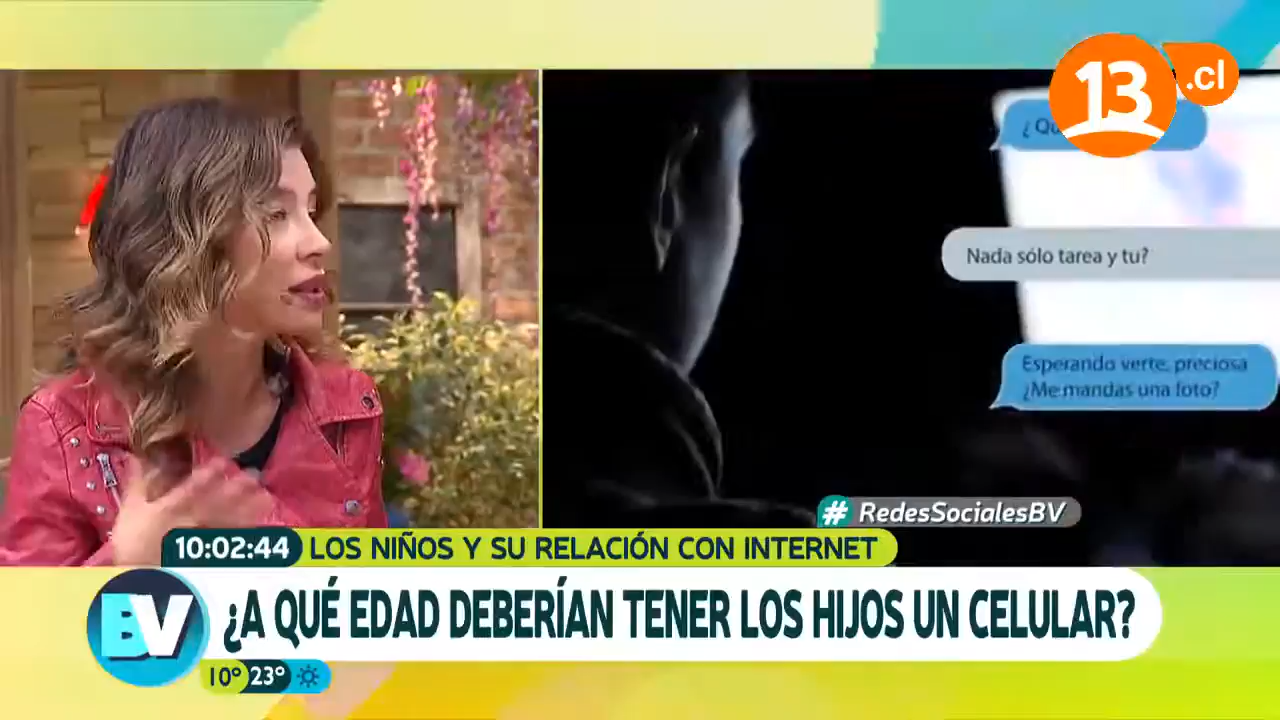 13
.cl
Nada sólo tarea y tu?
Esperando verte, preciosa
¿Me mandas una foto?
# RedesSocialesBV
10:02:44 LOS NIÑOS Y SU RELACIÓN CON INTERNET
BV
¿A QUÉ EDAD DEBERÍAN TENER LOS HIJOS UN CELULAR?
10° 23°